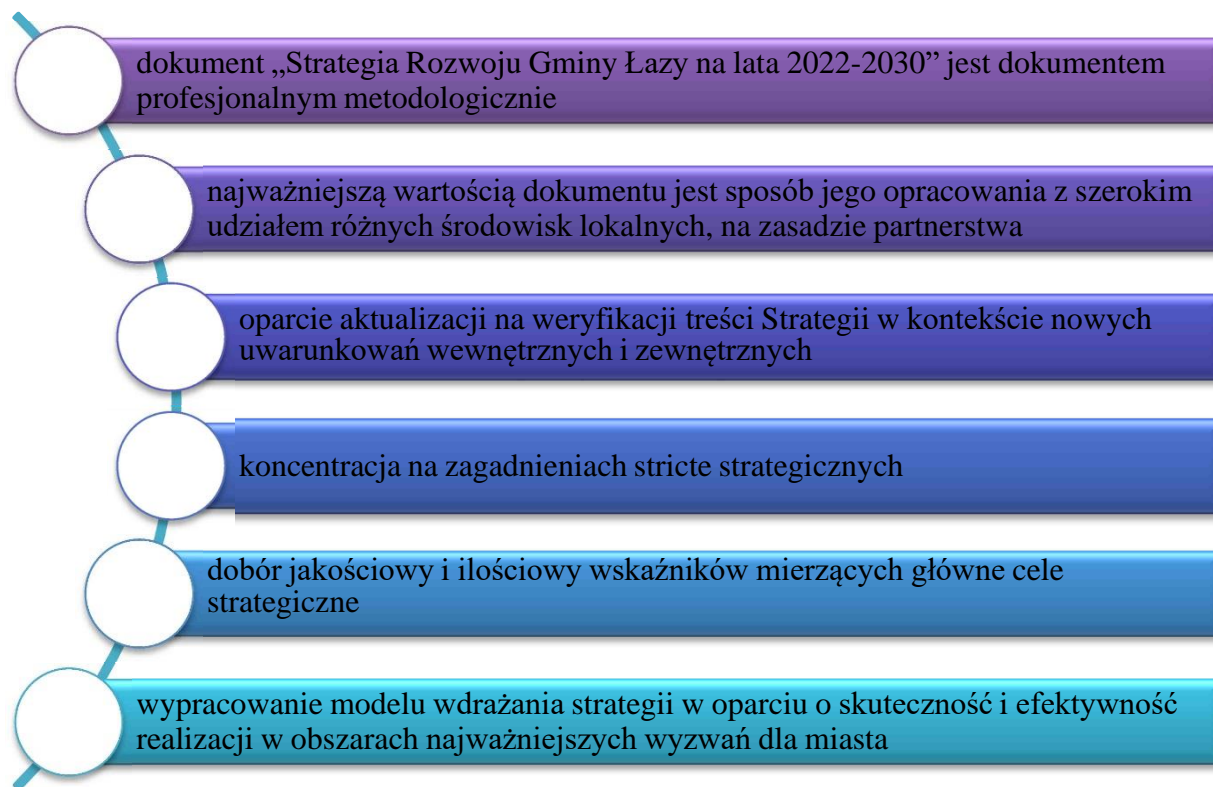 dokument „Strategia Rozwoju Gminy Łazy na lata 2022-2030” jest dokumentem
profesjonalnym metodologicznie
najważniejszą wartością dokumentu jest sposób jego opracowania z szerokim
udziałem różnych środowisk lokalnych, na zasadzie partnerstwa
oparcie aktualizacji na weryfikacji treści Strategii w kontekście nowych
uwarunkowań wewnętrznych i zewnętrznych
koncentracja na zagadnieniach stricte strategicznych
dobór jakościowy i ilościowy wskaźników mierzących główne cele
strategiczne
wypracowanie modelu wdrażania strategii w oparciu o skuteczność i efektywność
realizacji w obszarach najważniejszych wyzwań dla miasta